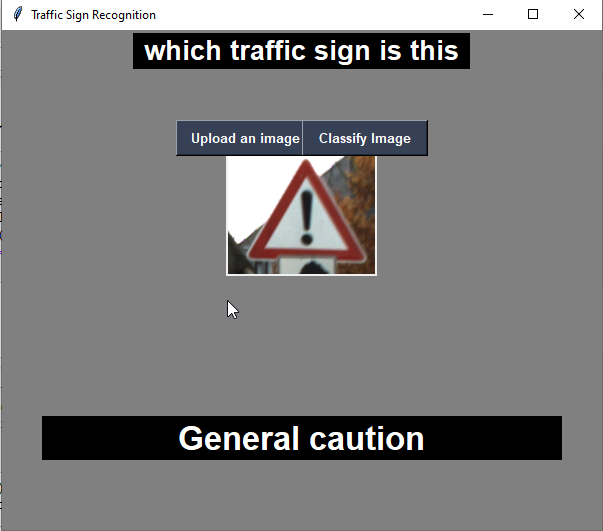 Traffic Sign Recognition
which traffic sign is this
Upload an image Classify Image
General caution